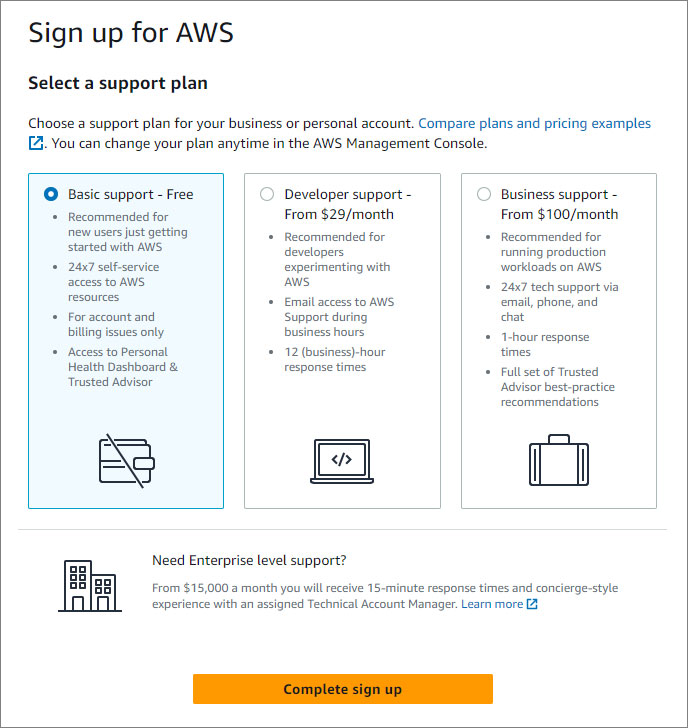 Sign up for AWS
Select a support plan
Choose a support plan for your business or personal account. Compare plans and pricing examples
. You can change your plan anytime in the AWS Management Console.
Basic support - Free
Recommended for
new users just getting
started with AWS
24x7 self-service
access to AWS
resources
For account and
billing issues only
Access to Personal
Health Dashboard &
Trusted Advisor
Developer support -
From $29/month
Recommended for
developers
experimenting with
AWS
Email access to AWS
Support during
business hours
12 (business)-hour
response times
</>
Business support -
From $100/month
Recommended for
running production
workloads on AWS
24x7 tech support via
email, phone, and
chat
1-hour response
times
Full set of Trusted
Advisor best-practice
recommendations
Need Enterprise level support?
From $15,000 a month you will receive 15-minute response times and concierge-style
experience with an assigned Technical Account Manager. Learn more
Complete sign up